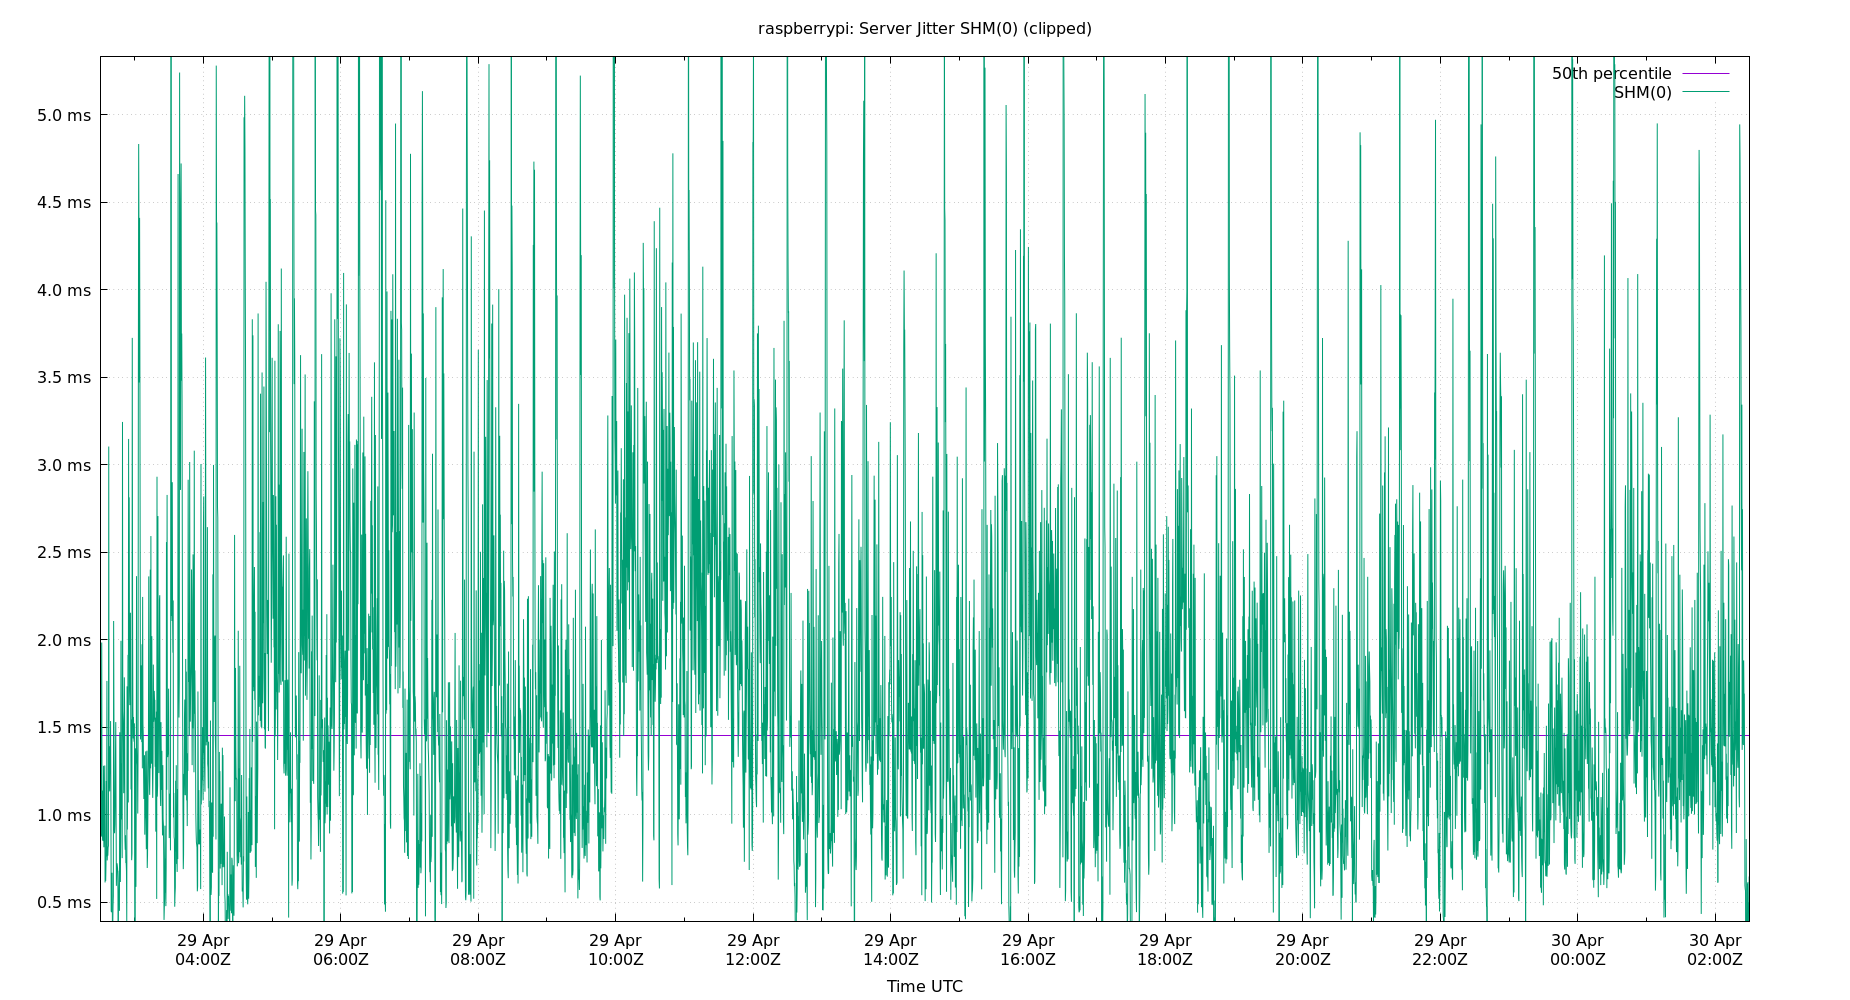 raspberrypi: Server Jitter SHM(0) (clipped)
50th percentile
SHM(0)
5.0 ms
4.5 ms
4.0 ms
3.5 ms
3.0 ms
2.5 ms
2.0 ms
1.5 ms
1.0 ms
0.5 ms
29 Apr 29 Apr 29 Apr 29 Apr 29 Apr 29 Apr 29 Apr 29 Apr 29 Apr 29 Apr 30 Apr 30 Apr
04:00Z 06:00Z 08:00Z 10:00Z 12:00Z 14:00Z 16:00Z 18:00Z 20:00Z 22:00Z 00:00Z 02:00Z
Time UTC